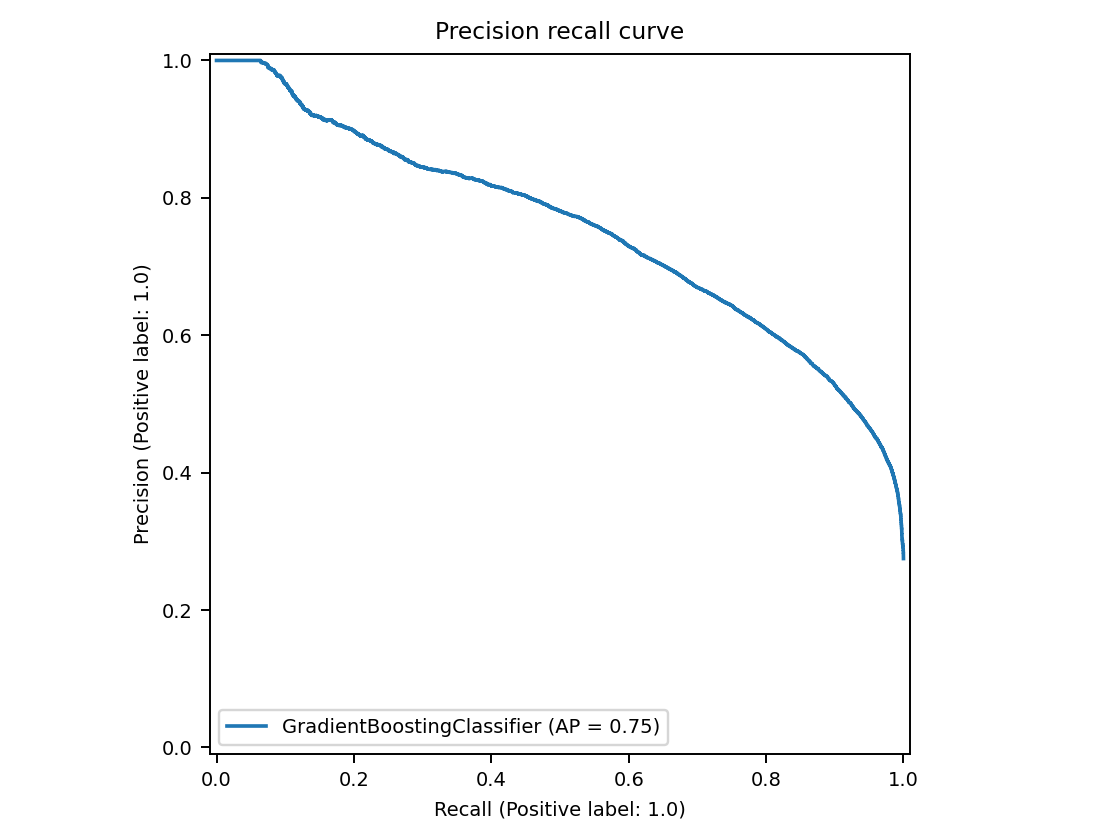 Precision recall curve
1.0
0.8
0.6
0.4
0.2
0.0
Precision (Positive label: 1.0)
GradientBoostingClassifier (AP = 0.75)
0.0 0.2 0.4 0.6 0.8 1.0
Recall (Positive label: 1.0)